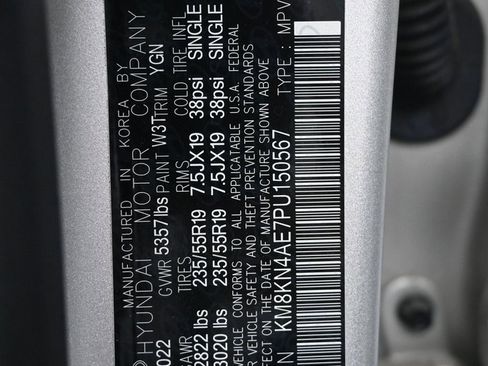 MANUFACTURED IN KOREA BY
HYUNDAI MOTOR COMPANY
022 GVWR 5357 lbs PAINT W3T TRIM YGN
GAWR TIRES RIMS COLD TIRE INFL
2822 lbs 235/55R19 7.5JX19 38psi SINGLE
3020 lbs 235/55R19 7.5JX19 38psi SINGLE
VEHICLE CONFORMS TO ALL APPLICABLE U.S.A. FEDERAL
VEHICLE SAFETY AND THEFT PREVENTION STANDARDS
EFFECT ON THE DATE OF MANUFACTURE SHOWN ABOVE
IN KM8KN4AE7PU150567 TYPE : MPV